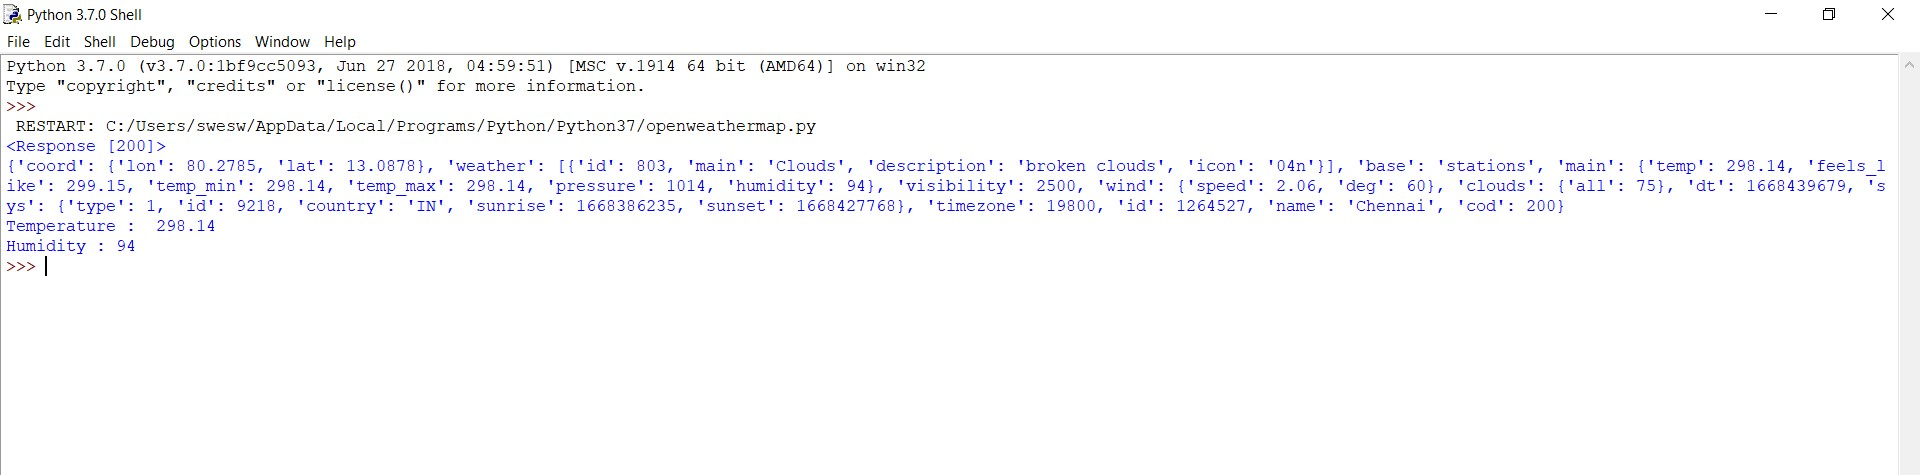 Python 3.7.0 Shell
File Edit Shell Debug Options Window Help
Python 3.7.0 (v3.7.0:1bf9cc5093, Jun 27 2018, 04:59:51) [MSC v.1914 64 bit (AMD64)] on win32
Type "copyright", "credits" or "license()" for more information.
>>>
 RESTART: C:/Users/swesw/AppData/Local/Programs/Python/Python37/openweathermap.py
<Response [200]>
{'coord': {'lon': 80.2785, 'lat': 13.0878}, 'weather': [{'id': 803, 'main': 'Clouds', 'description': 'broken clouds', 'icon': '04n'}], 'base': 'stations', 'main': {'temp': 298.14, 'feels_l
ike': 299.15, 'temp_min': 298.14, 'temp_max': 298.14, 'pressure': 1014, 'humidity': 94}, 'visibility': 2500, 'wind': {'speed': 2.06, 'deg': 60}, 'clouds': {'all': 75}, 'dt': 1668439679, 's
ys': {'type': 1, 'id': 9218, 'country': 'IN', 'sunrise': 1668386235, 'sunset': 1668427768}, 'timezone': 19800, 'id': 1264527, 'name': 'Chennai', 'cod': 200}
Temperature :  298.14
Humidity : 94
>>>